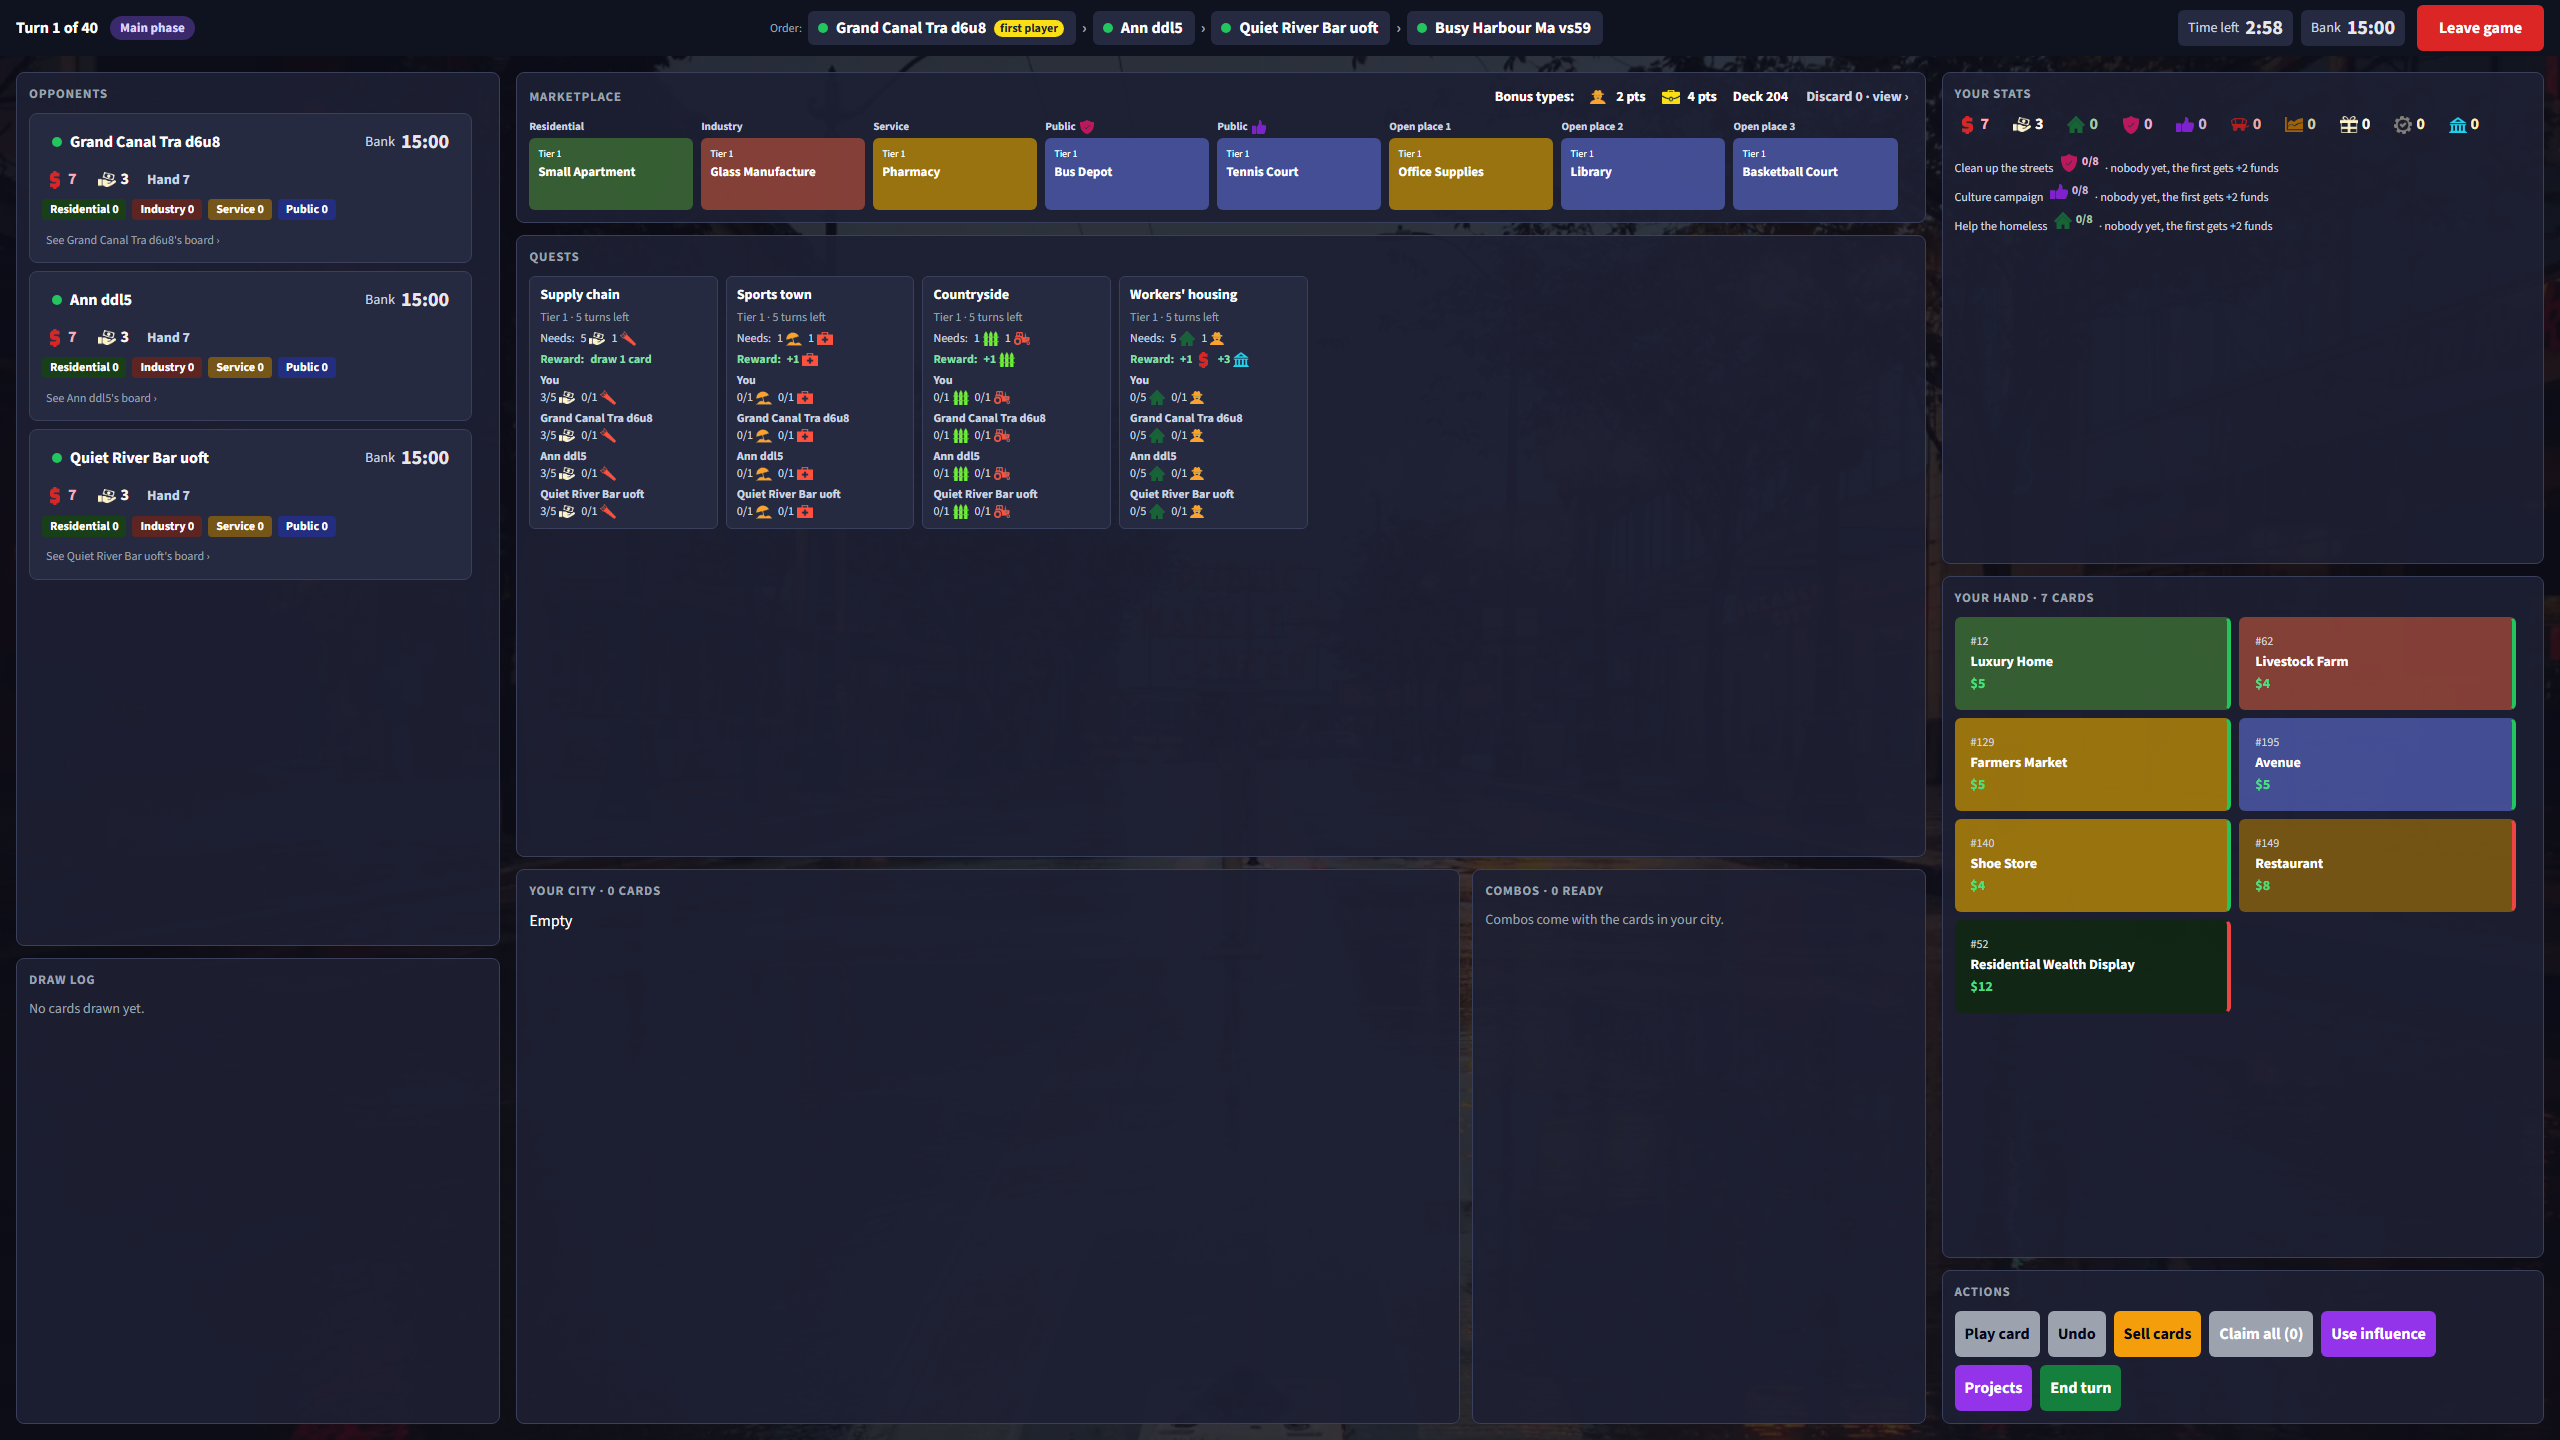 Turn 1 of 40 Main phase
Order: Grand Canal Tra d6u8 first player › Ann ddl5 › Quiet River Bar uoft › Busy Harbour Ma vs59
Time left 2:58 Bank 15:00 Leave game
OPPONENTS
Grand Canal Tra d6u8 Bank 15:00
7 3 Hand 7
Residential 0 Industry 0 Service 0 Public 0
See Grand Canal Tra d6u8's board ›
Ann ddl5 Bank 15:00
7 3 Hand 7
Residential 0 Industry 0 Service 0 Public 0
See Ann ddl5's board ›
Quiet River Bar uoft Bank 15:00
7 3 Hand 7
Residential 0 Industry 0 Service 0 Public 0
See Quiet River Bar uoft's board ›
DRAW LOG
No cards drawn yet.
MARKETPLACE
Bonus types: 2 pts 4 pts Deck 204 Discard 0 · view ›
Residential Industry Service Public Public Open place 1 Open place 2 Open place 3
Tier 1 Tier 1 Tier 1 Tier 1 Tier 1 Tier 1 Tier 1 Tier 1
Small Apartment Glass Manufacture Pharmacy Bus Depot Tennis Court Office Supplies Library Basketball Court
QUESTS
Supply chain
Tier 1 · 5 turns left
Needs: 5 1
Reward: draw 1 card
You
3/5 0/1
Grand Canal Tra d6u8
3/5 0/1
Ann ddl5
3/5 0/1
Quiet River Bar uoft
3/5 0/1
Sports town
Tier 1 · 5 turns left
Needs: 1 1
Reward: +1
You
0/1 0/1
Grand Canal Tra d6u8
0/1 0/1
Ann ddl5
0/1 0/1
Quiet River Bar uoft
0/1 0/1
Countryside
Tier 1 · 5 turns left
Needs: 1 1
Reward: +1
You
0/1 0/1
Grand Canal Tra d6u8
0/1 0/1
Ann ddl5
0/1 0/1
Quiet River Bar uoft
0/1 0/1
Workers' housing
Tier 1 · 5 turns left
Needs: 5 1
Reward: +1 +3
You
0/5 0/1
Grand Canal Tra d6u8
0/5 0/1
Ann ddl5
0/5 0/1
Quiet River Bar uoft
0/5 0/1
YOUR CITY · 0 CARDS
Empty
COMBOS · 0 READY
Combos come with the cards in your city.
YOUR STATS
7 3 0 0 0 0 0 0 0 0
Clean up the streets 0/8 · nobody yet, the first gets +2 funds
Culture campaign 0/8 · nobody yet, the first gets +2 funds
Help the homeless 0/8 · nobody yet, the first gets +2 funds
YOUR HAND · 7 CARDS
#12
Luxury Home
$5
#62
Livestock Farm
$4
#129
Farmers Market
$5
#195
Avenue
$5
#140
Shoe Store
$4
#149
Restaurant
$8
#52
Residential Wealth Display
$12
ACTIONS
Play card Undo Sell cards Claim all (0) Use influence
Projects End turn